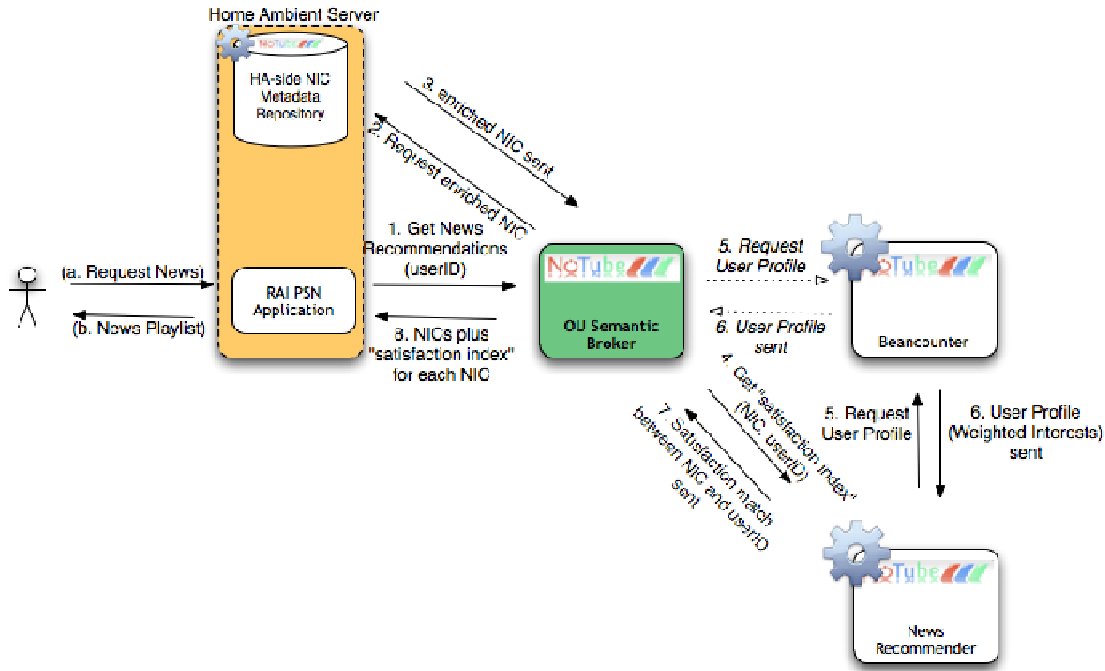 Home Ambient Server
NoTube
HA-side NIC
Metadata
Repository
3. enriched NIC sent
2. Request enriched NIC
1. Get News
Recommendations
(userID)
(a. Request News)
RAI PSN
Application
(b. News Playlist)
8. NICs plus
"satisfaction index"
for each NIC
NoTube
OU Semantic
Broker
5. Request
User Profile
6. User Profile
sent
NoTube
Beancounter
4. Get "satisfaction index"
(NIC, userID)
7. Satisfaction match
between NIC and userID
sent
5. Request
User Profile
6. User Profile
(Weighted Interests)
sent
NoTube
News
Recommender